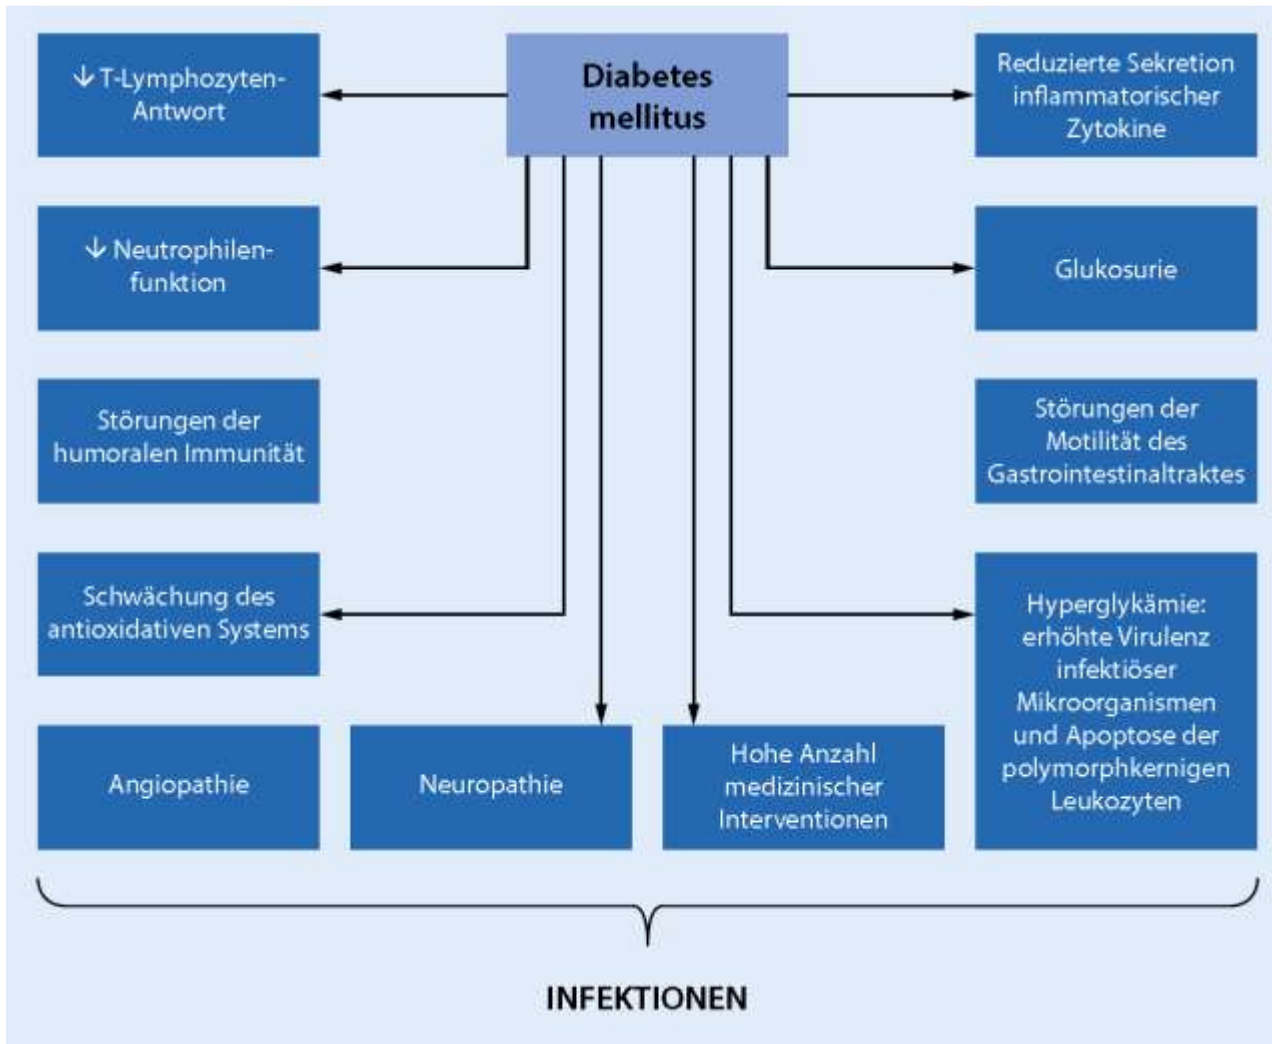 Diabetes
mellitus
↓ T-Lymphozyten-
Antwort
Reduzierte Sekretion
inflammatorischer
Zytokine
↓ Neutrophilen-
funktion
Glukosurie
Störungen der
humoralen Immunität
Störungen der
Motilität des
Gastrointestinaltraktes
Schwächung des
antioxidativen Systems
Hyperglykämie:
erhöhte Virulenz
infektiöser
Mikroorganismen
und Apoptose der
polymorphkernigen
Leukozyten
Angiopathie
Neuropathie
Hohe Anzahl
medizinischer
Interventionen
INFEKTIONEN